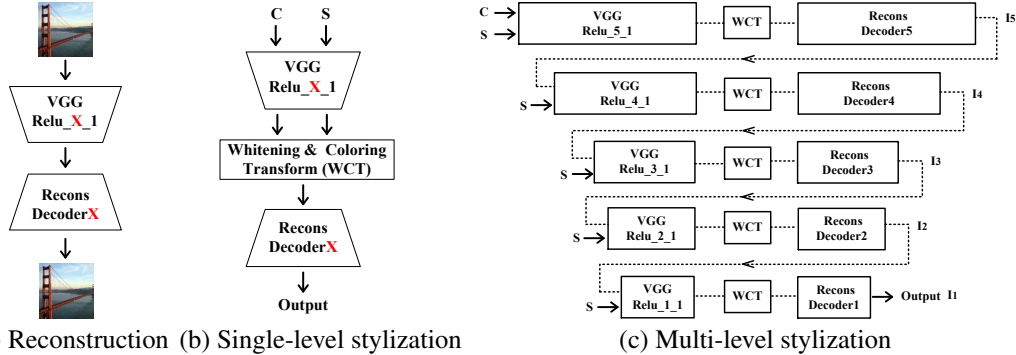 VGG
Relu_X_1
Recons
DecoderX
) Reconstruction
C S
VGG
Relu_X_1
Whitening & Coloring
Transform (WCT)
Recons
DecoderX
Output
(b) Single-level stylization
C
S
VGG
Relu_5_1
WCT
Recons
Decoder5
I5
S
VGG
Relu_4_1
WCT
Recons
Decoder4
I4
S
VGG
Relu_3_1
WCT
Recons
Decoder3
I3
S
VGG
Relu_2_1
WCT
Recons
Decoder2
I2
S
VGG
Relu_1_1
WCT
Recons
Decoder1
Output I1
(c) Multi-level stylization